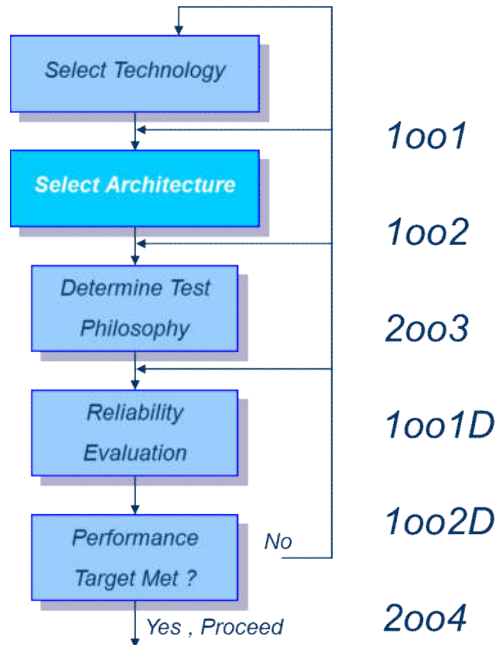 Select Technology
Select Architecture
Determine Test
Philosophy
Reliability
Evaluation
Performance
Target Met ?
No
Yes , Proceed
1oo1
1oo2
2oo3
1oo1D
1oo2D
2oo4